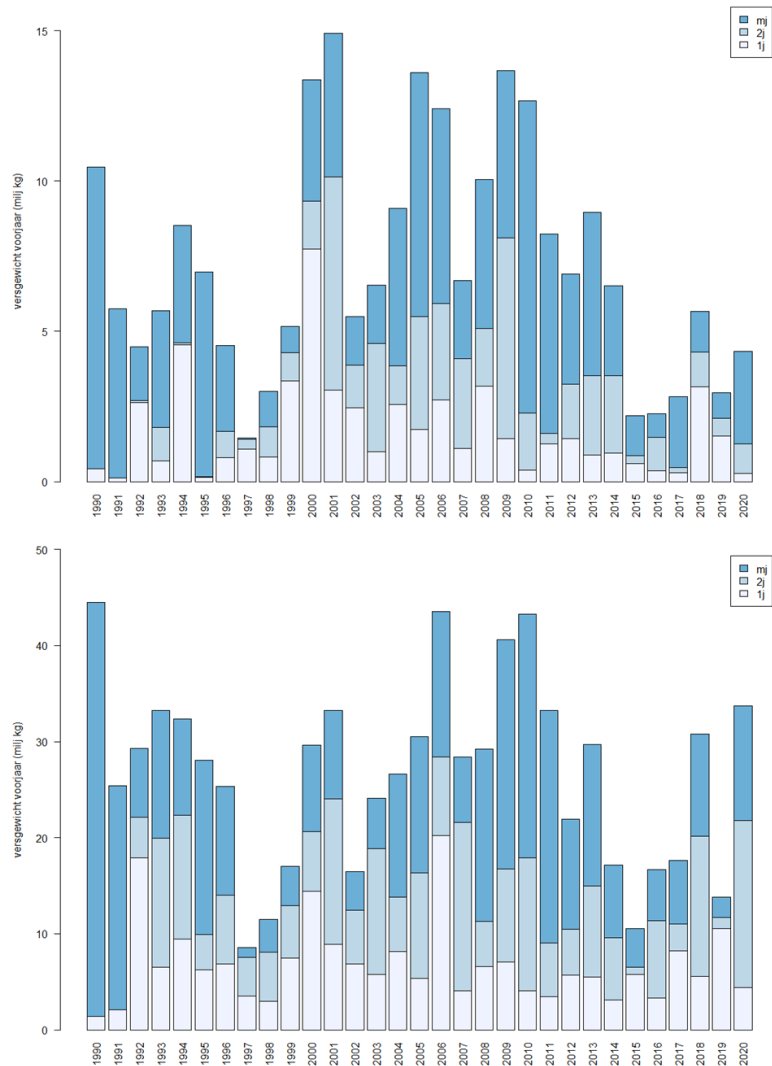 15
10
5
0
versgewicht voorjaar (milj kg)
mj
2j
1j
1990 1991 1992 1993 1994 1995 1996 1997 1998 1999 2000 2001 2002 2003 2004 2005 2006 2007 2008 2009 2010 2011 2012 2013 2014 2015 2016 2017 2018 2019 2020
50
40
30
20
10
0
versgewicht voorjaar (milj kg)
mj
2j
1j
1990 1991 1992 1993 1994 1995 1996 1997 1998 1999 2000 2001 2002 2003 2004 2005 2006 2007 2008 2009 2010 2011 2012 2013 2014 2015 2016 2017 2018 2019 2020